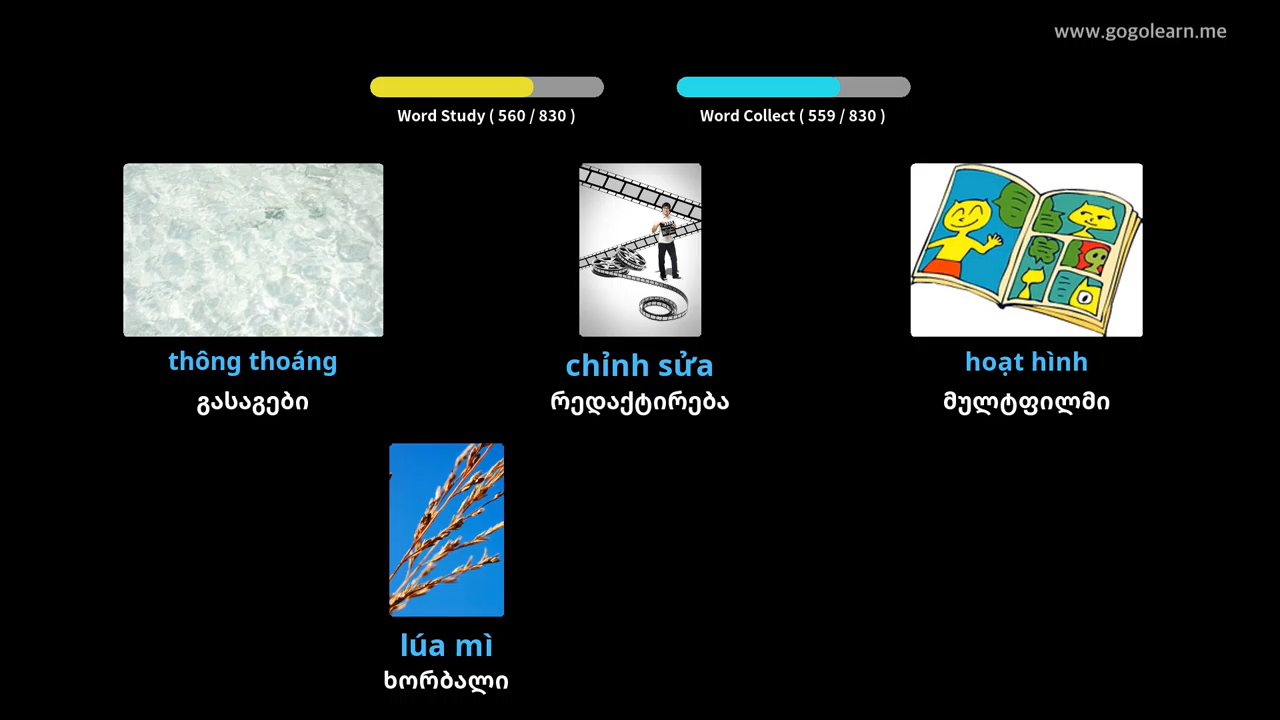 www.gogolearn.me
Word Study ( 560 / 830 )
Word Collect ( 559 / 830 )
thông thoáng
chỉnh sửa
hoạt hình
გასაგები
რედაქტირება
მულტფილმი
lúa mì
ხორბალი